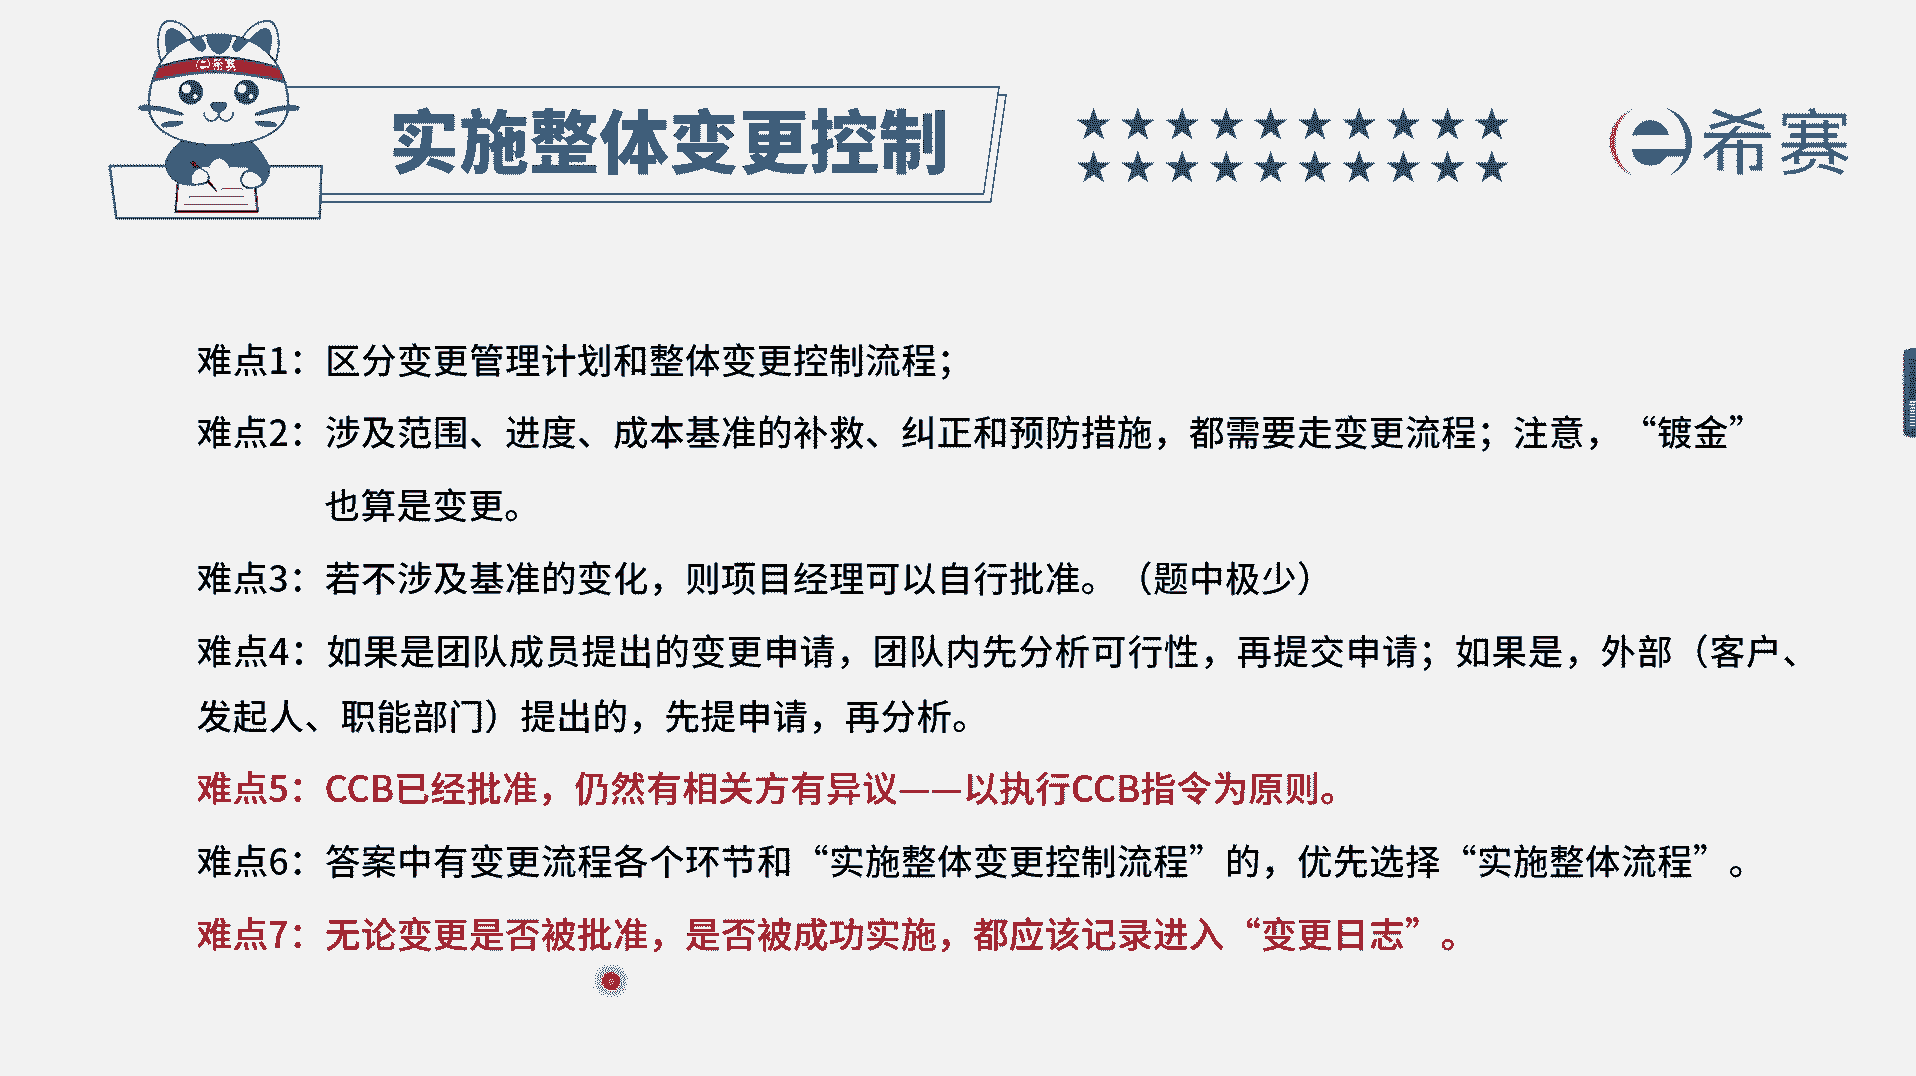 希赛
实施整体变更控制
希赛
难点1：区分变更管理计划和整体变更控制流程；
难点2：涉及范围、进度、成本基准的补救、纠正和预防措施，都需要走变更流程；注意，“镀金”
也算是变更。
难点3：若不涉及基准的变化，则项目经理可以自行批准。（题中极少）
难点4：如果是团队成员提出的变更申请，团队内先分析可行性，再提交申请；如果是，外部（客户、
发起人、职能部门）提出的，先提申请，再分析。
难点5：CCB已经批准，仍然有相关方有异议——以执行CCB指令为原则。
难点6：答案中有变更流程各个环节和“实施整体变更控制流程”的，优先选择“实施整体流程”。
难点7：无论变更是否被批准，是否被成功实施，都应该记录进入“变更日志”。